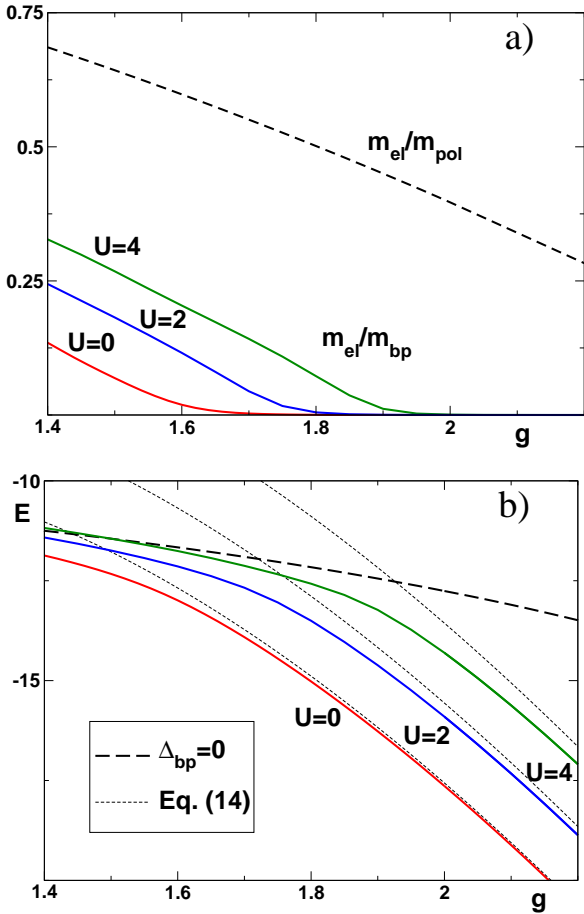 a)
0.75
0.5
0.25
m_el/m_pol
U=4
U=2
U=0
m_el/m_bp
1.4 1.6 1.8 2 g
b)
-10
E
-15
U=0
U=2
U=4
Δ_bp=0
Eq. (14)
1.4 1.6 1.8 2 g